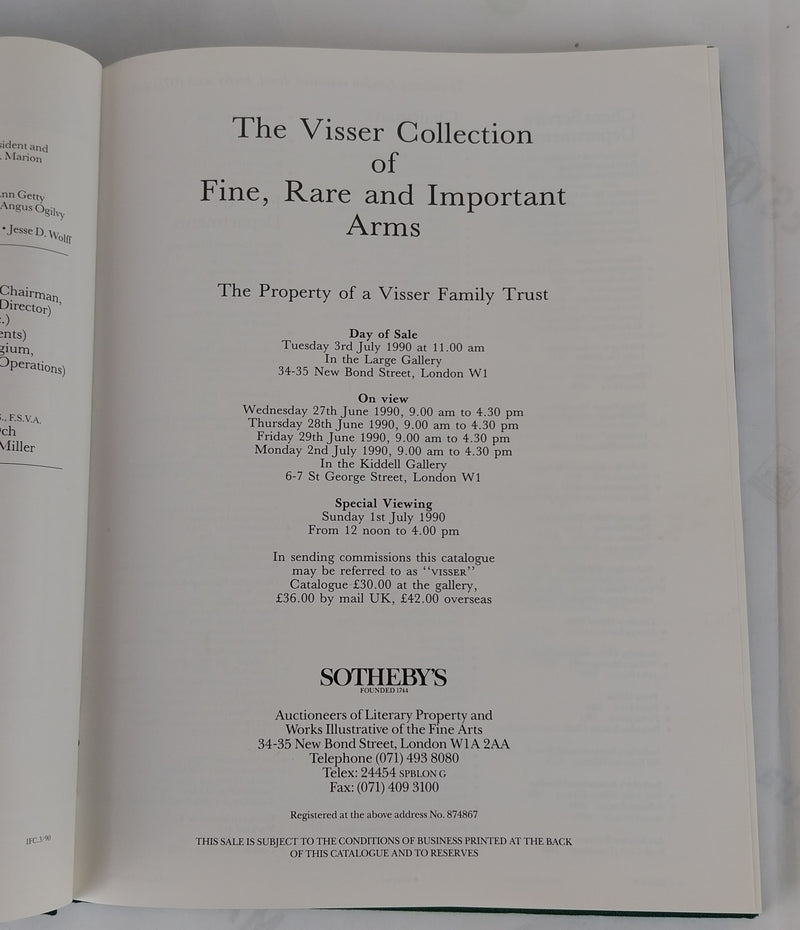 sident and
. Marion
nn Getty
Angus Ogilvy
• Jesse D. Wolff
Chairman,
Director)
:.)
ents)
gium,
Operations)
., F.S.V.A.
ch
Miller
IFC.3/90
The Visser Collection
of
Fine, Rare and Important
Arms
The Property of a Visser Family Trust
Day of Sale
Tuesday 3rd July 1990 at 11.00 am
In the Large Gallery
34-35 New Bond Street, London W1
On view
Wednesday 27th June 1990, 9.00 am to 4.30 pm
Thursday 28th June 1990, 9.00 am to 4.30 pm
Friday 29th June 1990, 9.00 am to 4.30 pm
Monday 2nd July 1990, 9.00 am to 4.30 pm
In the Kiddell Gallery
6-7 St George Street, London W1
Special Viewing
Sunday 1st July 1990
From 12 noon to 4.00 pm
In sending commissions this catalogue
may be referred to as “VISSER”
Catalogue £30.00 at the gallery,
£36.00 by mail UK, £42.00 overseas
SOTHEBY'S
FOUNDED 1744
Auctioneers of Literary Property and
Works Illustrative of the Fine Arts
34-35 New Bond Street, London W1A 2AA
Telephone (071) 493 8080
Telex: 24454 SPBLON G
Fax: (071) 409 3100
Registered at the above address No. 874867
THIS SALE IS SUBJECT TO THE CONDITIONS OF BUSINESS PRINTED AT THE BACK
OF THIS CATALOGUE AND TO RESERVES